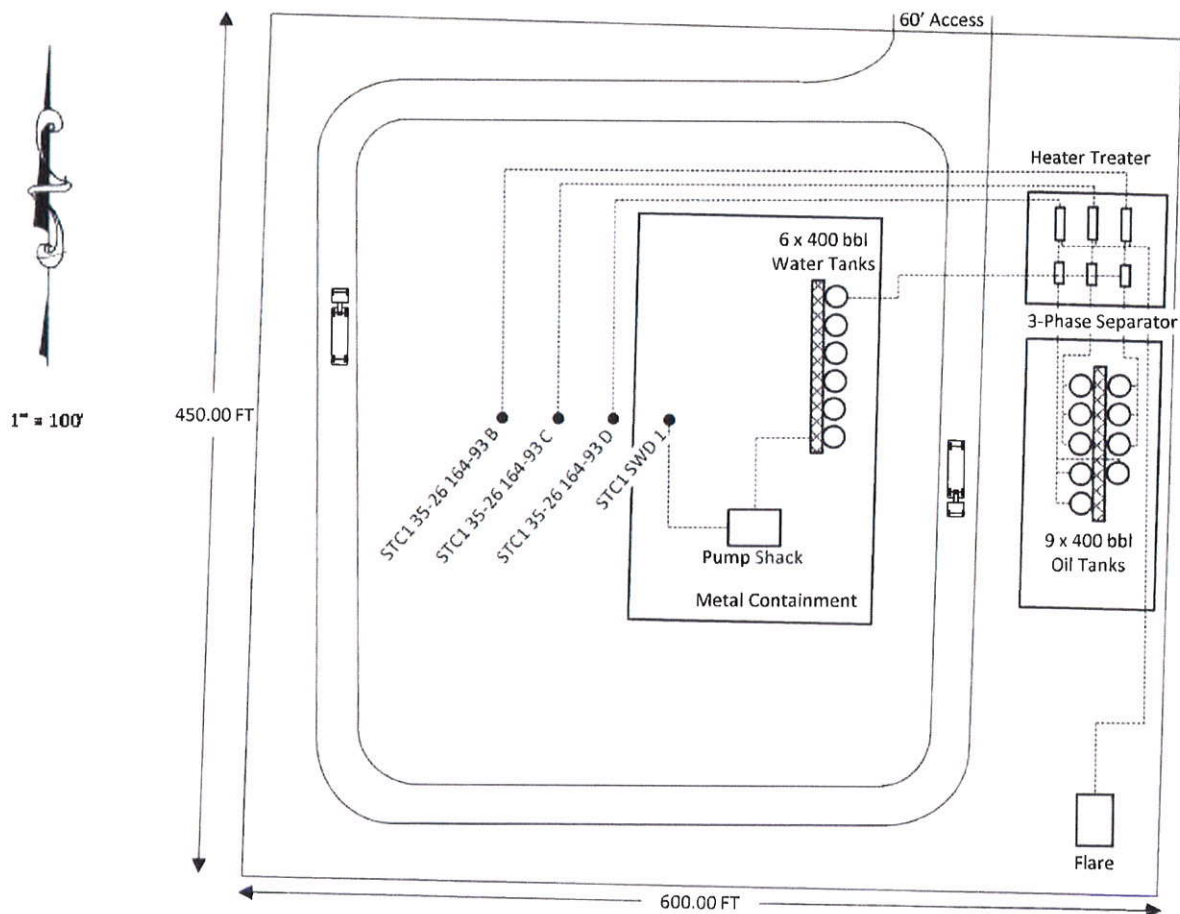 60' Access
Heater Treater
6 x 400 bbl
Water Tanks
3-Phase Separator
1" = 100'
450.00 FT
STC1 35-26 164-93 B
STC1 35-26 164-93 C
STC1 35-26 164-93 D
STC1 SWD 1
Pump Shack
9 x 400 bbl
Oil Tanks
Metal Containment
Flare
600.00 FT